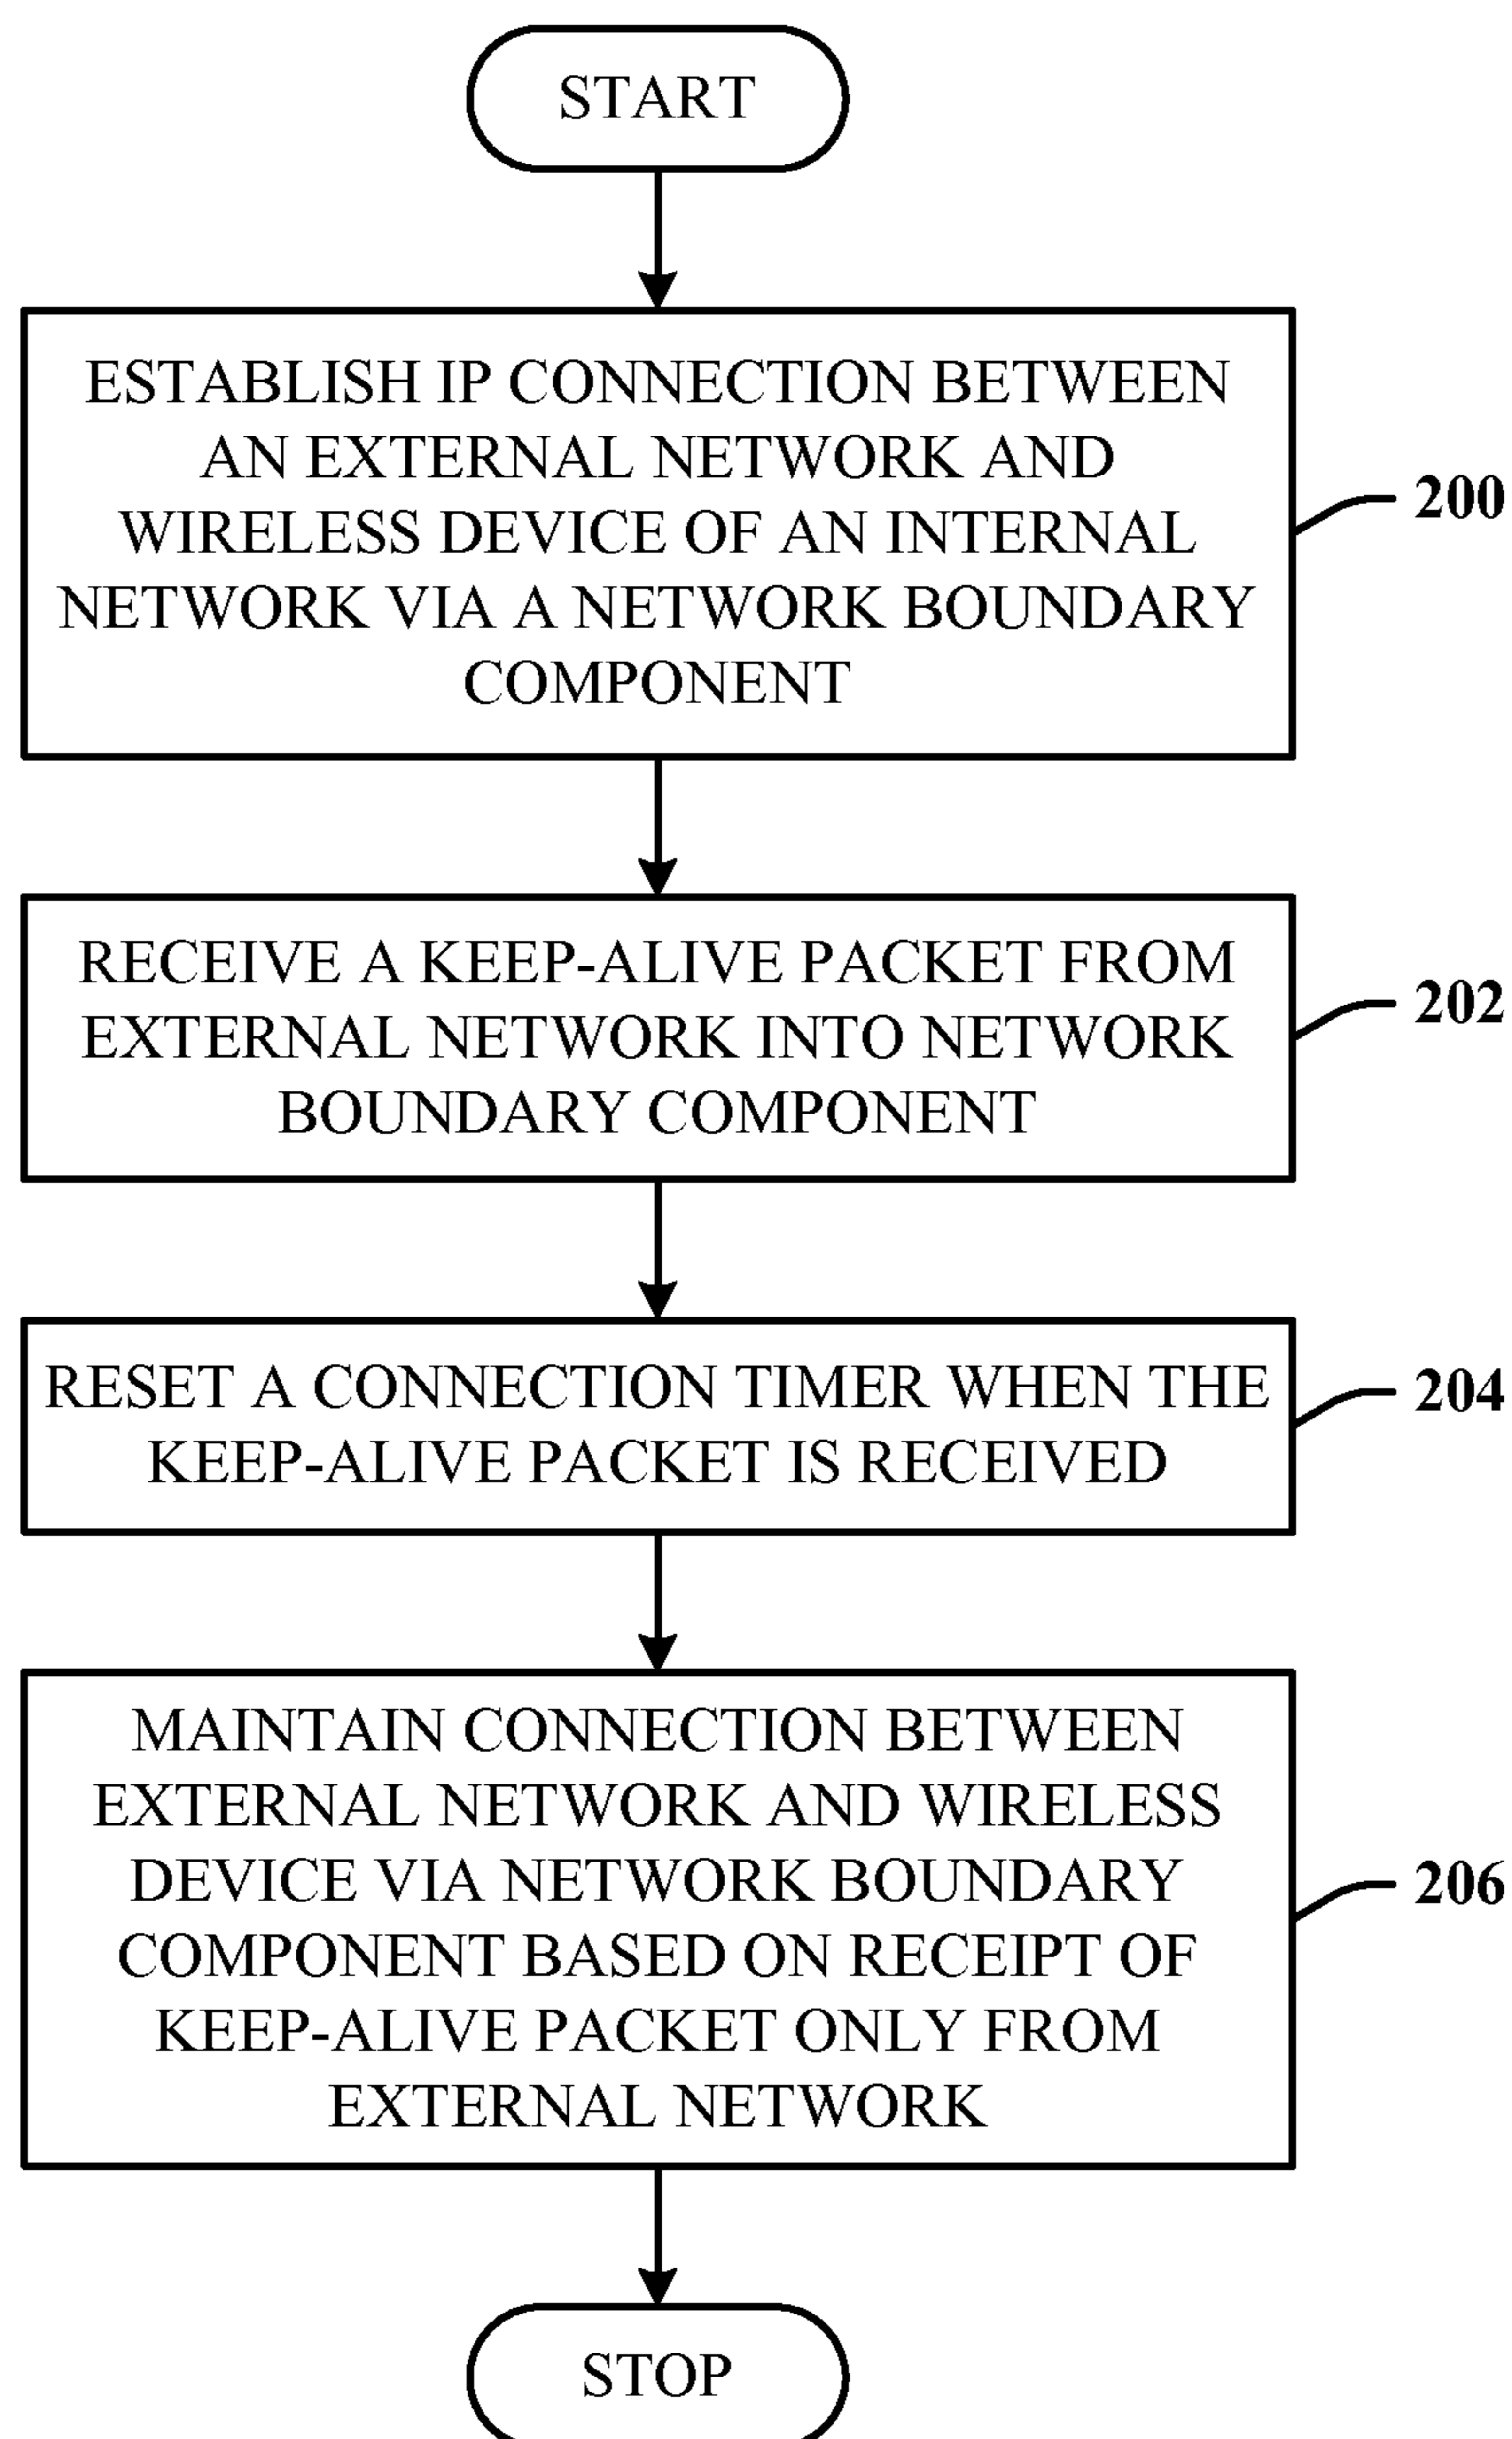 START
ESTABLISH IP CONNECTION BETWEEN
AN EXTERNAL NETWORK AND
WIRELESS DEVICE OF AN INTERNAL
NETWORK VIA A NETWORK BOUNDARY
COMPONENT
200
RECEIVE A KEEP-ALIVE PACKET FROM
EXTERNAL NETWORK INTO NETWORK
BOUNDARY COMPONENT
202
RESET A CONNECTION TIMER WHEN THE
KEEP-ALIVE PACKET IS RECEIVED
204
MAINTAIN CONNECTION BETWEEN
EXTERNAL NETWORK AND WIRELESS
DEVICE VIA NETWORK BOUNDARY
COMPONENT BASED ON RECEIPT OF
KEEP-ALIVE PACKET ONLY FROM
EXTERNAL NETWORK
206
STOP